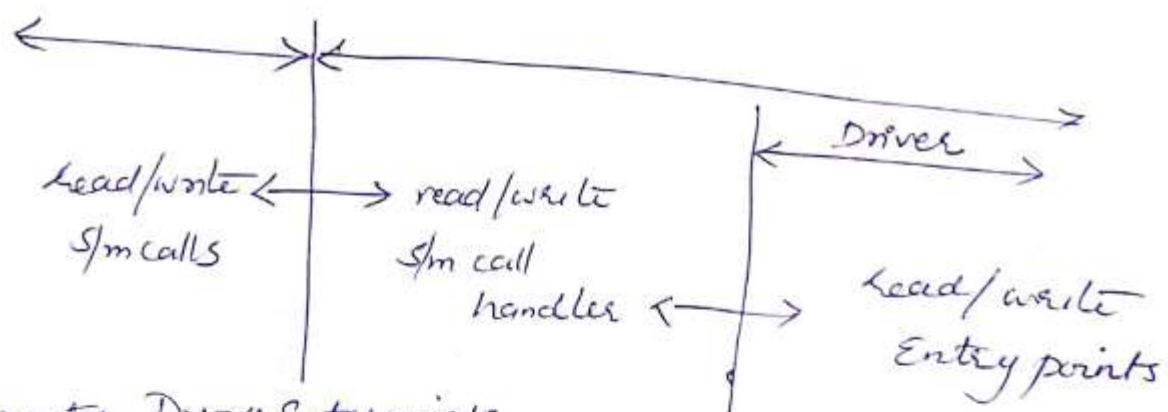 Driver
read/write
S/m calls
read/write
S/m call
handler
read/write
Entry points